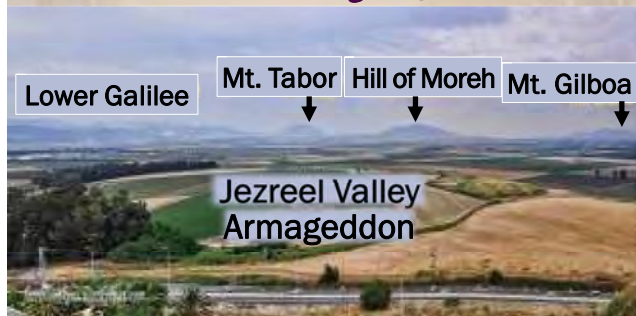 Lower Galilee
Mt. Tabor
Hill of Moreh
Mt. Gilboa
Jezreel Valley
Armageddon